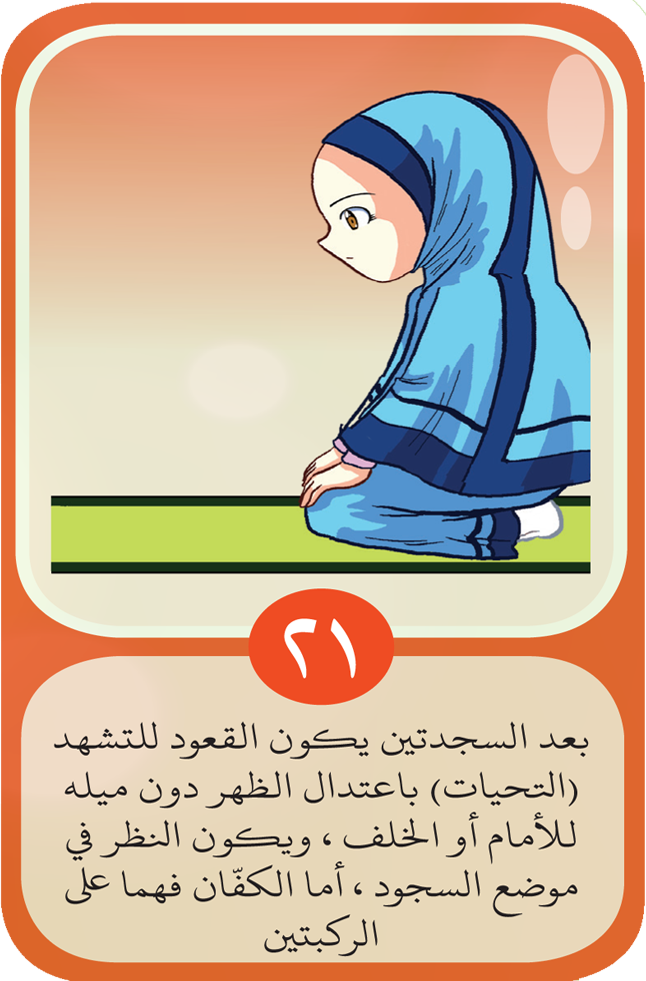 ٢١
بعد السجدتين يكون القعود للتشهد
(التحيات) باعتدال الظهر دون ميله
للأمام أو الخلف ، ويكون النظر في
موضع السجود ، أما الكفّان فهما على
الركبتين